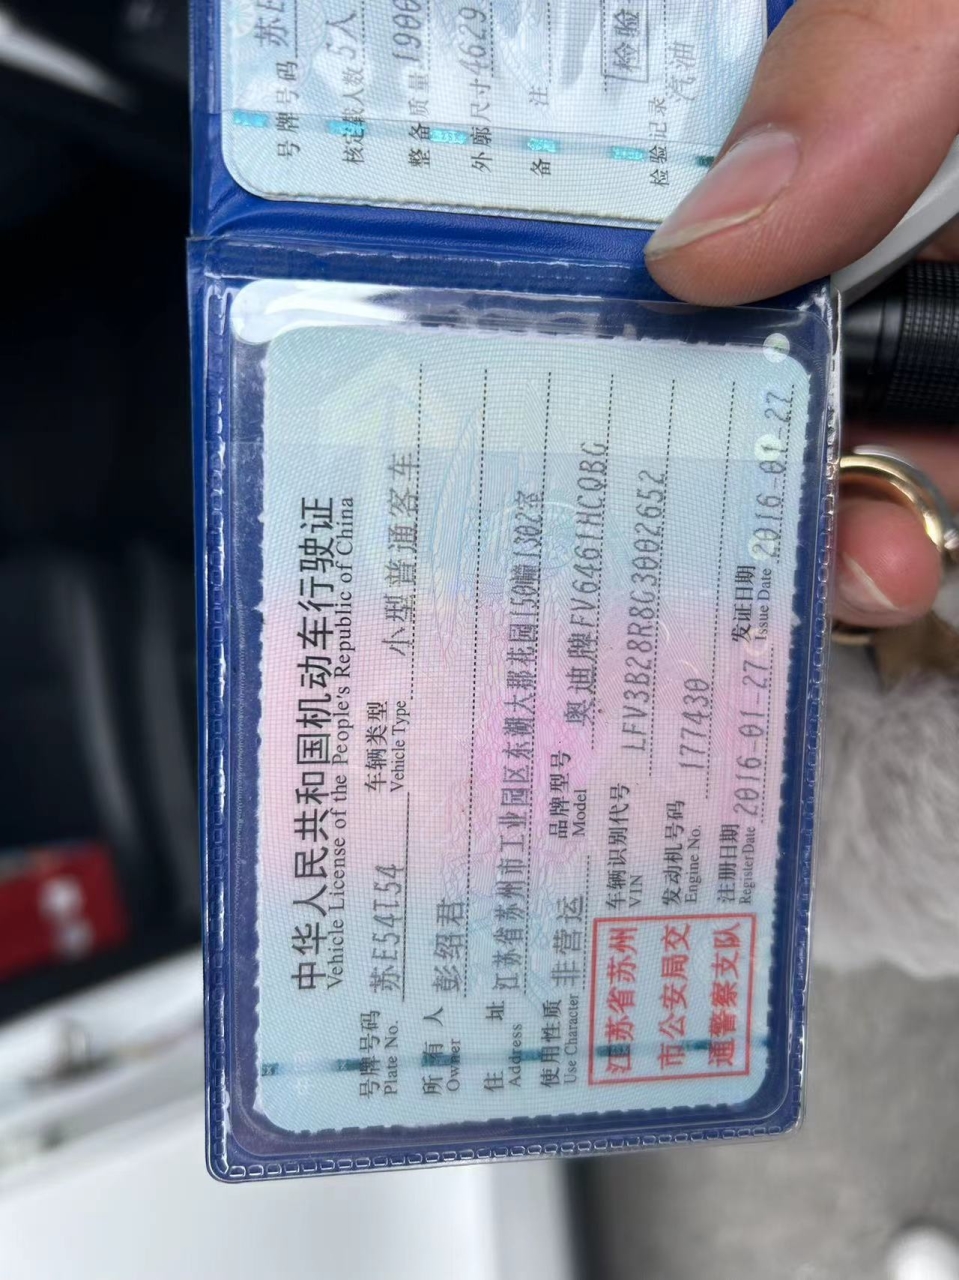 中华人民共和国机动车行驶证
Vehicle License of the People's Republic of China
号牌号码 苏E54T54 车辆类型 小型普通客车
Plate No. Vehicle Type
所有人 彭绍君
Owner
住址 江苏省苏州市工业园区东湖大郡花园150幢1302室
Address
使用性质 非营运 品牌型号 奥迪牌FV6461HCQBG
Use Character Model
江苏省苏州
市公安局交
通警察支队
车辆识别代号 LFV3B28R8G3002652
VIN
发动机号码 177430
Engine No.
注册日期 2016-01-27 发证日期 2016-01-27
Register Date Issue Date
号牌号码 苏E
核定载人数 5人
整备质量 1900
外廓尺寸 4629
备注
检验记录
检验
汽油